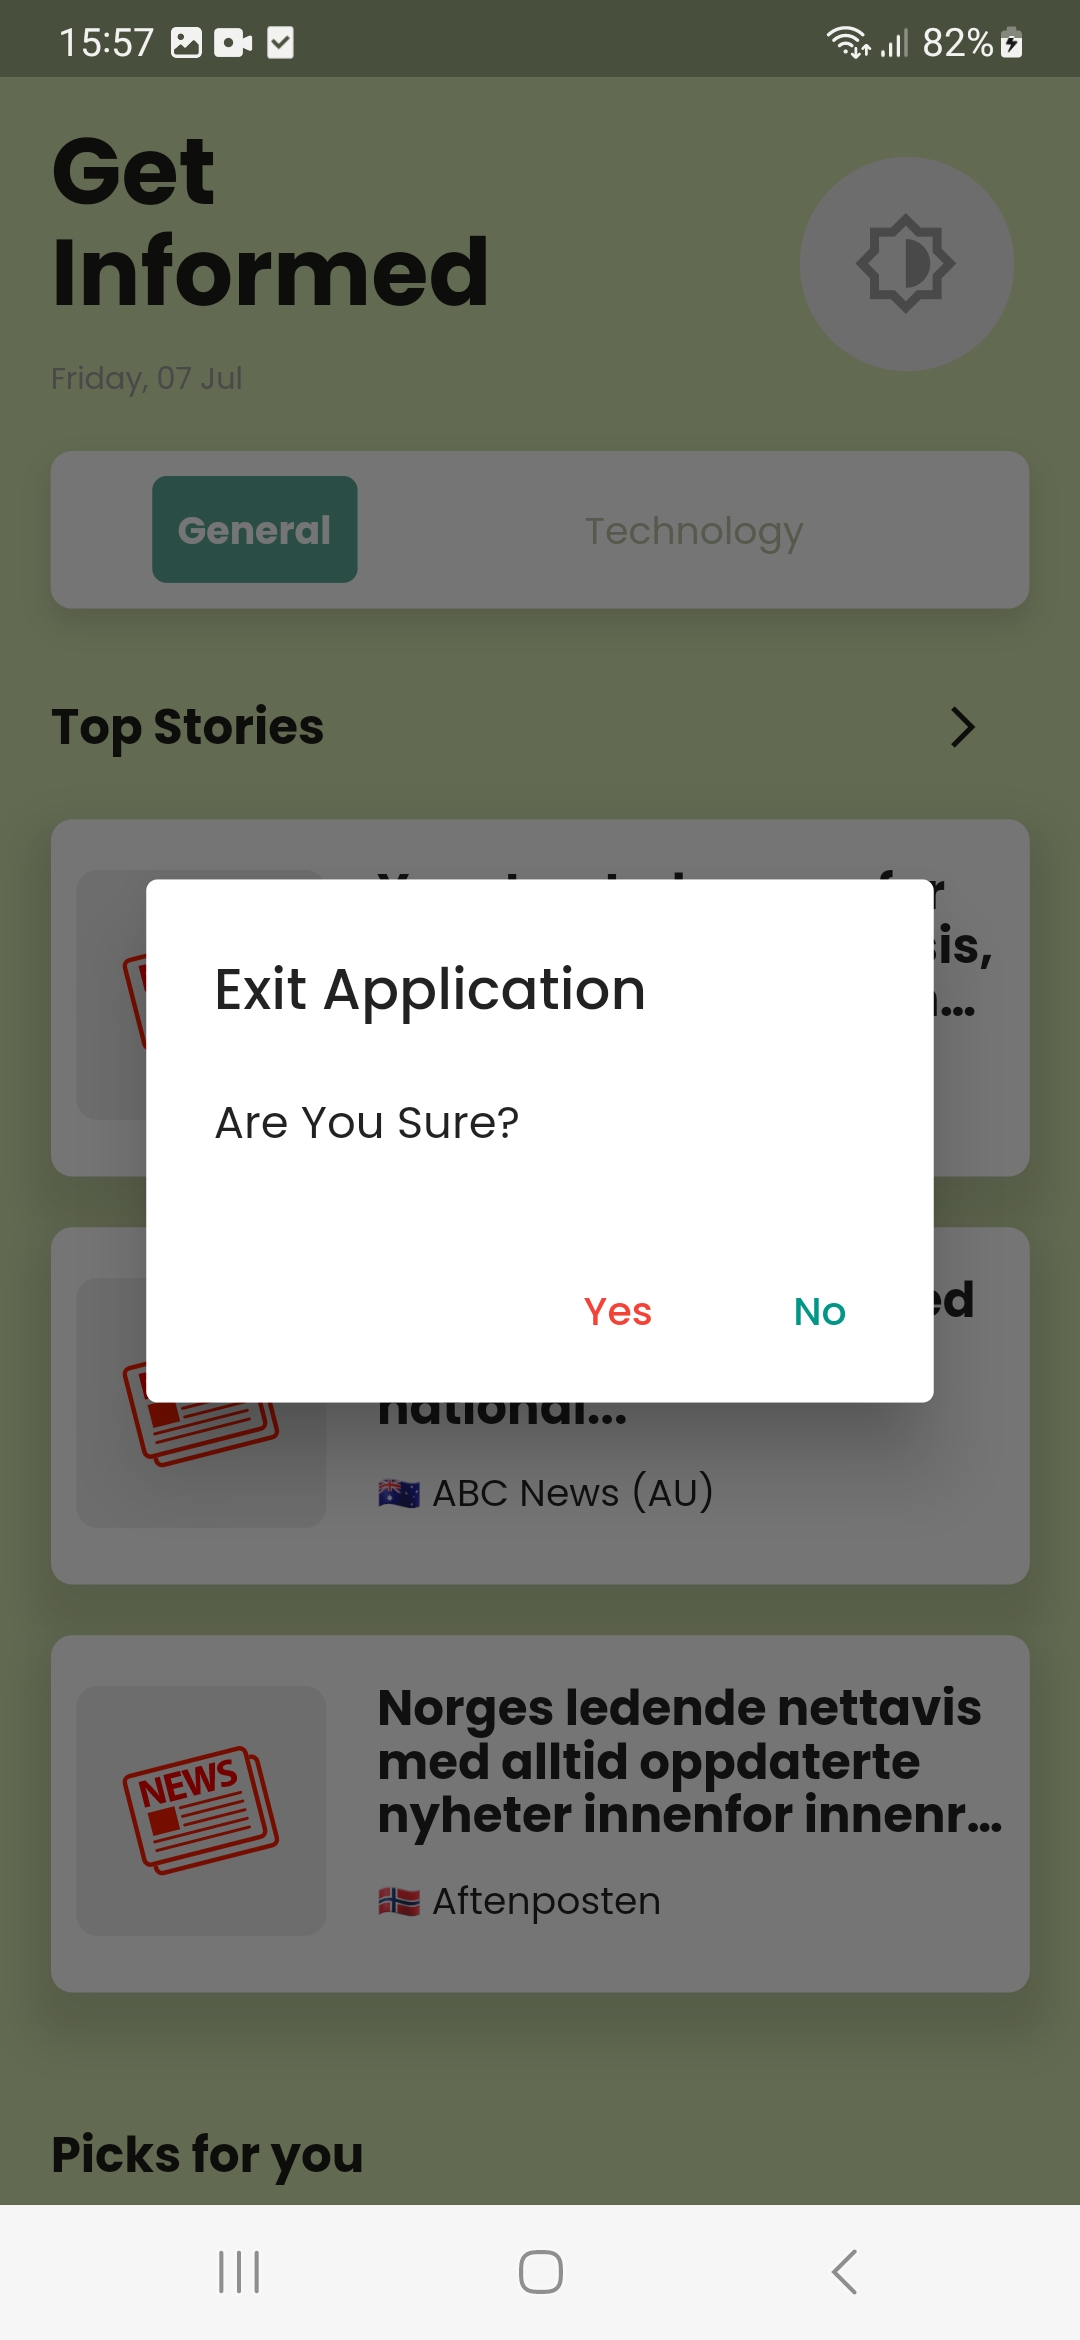 15:57
82%
Get
Informed
Friday, 07 Jul
General
Technology
Top Stories
Exit Application
Are You Sure?
Yes
No
national...
🇦🇺 ABC News (AU)
NEWS
Norges ledende nettavis
med alltid oppdaterte
nyheter innenfor innenr...
🇳🇴 Aftenposten
Picks for you